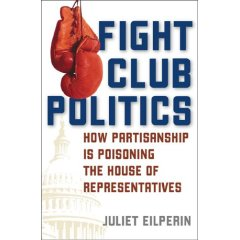 FIGHT
CLUB
POLITICS
HOW PARTISANSHIP
IS POISONING
THE HOUSE OF
REPRESENTATIVES
JULIET EILPERIN